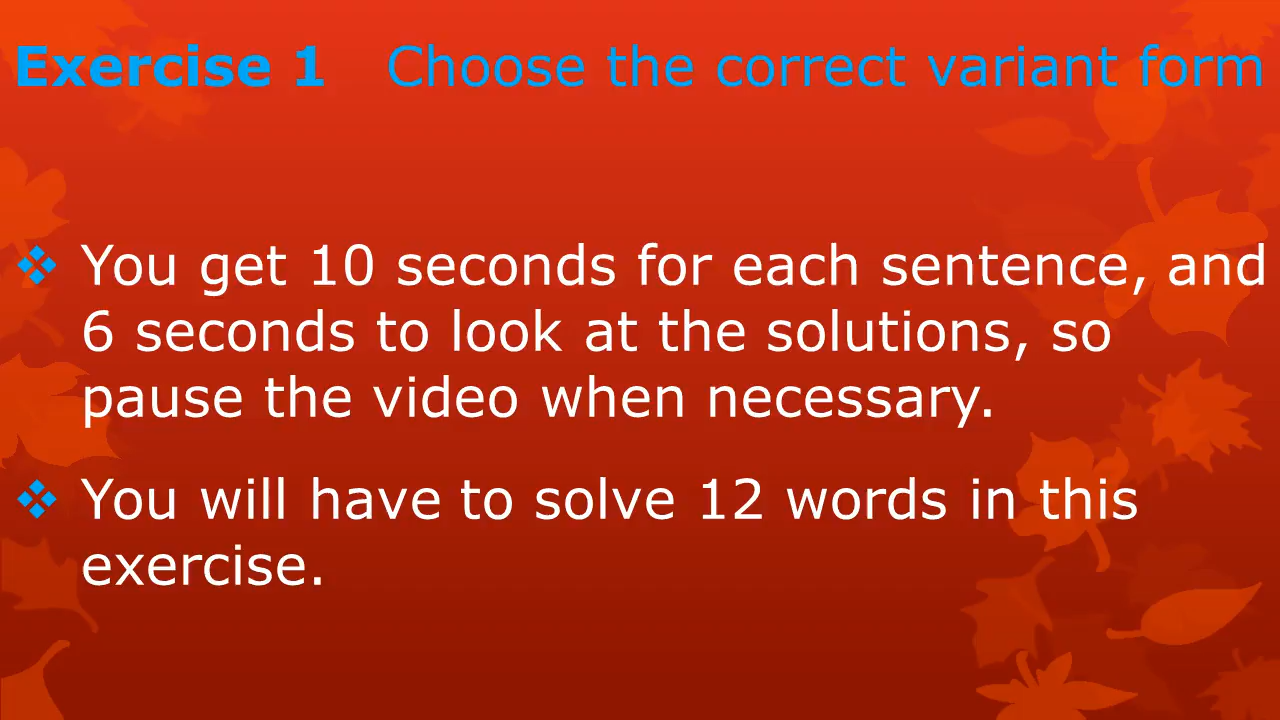 Exercise 1 Choose the correct variant form
❖ You get 10 seconds for each sentence, and
6 seconds to look at the solutions, so
pause the video when necessary.
❖ You will have to solve 12 words in this
exercise.